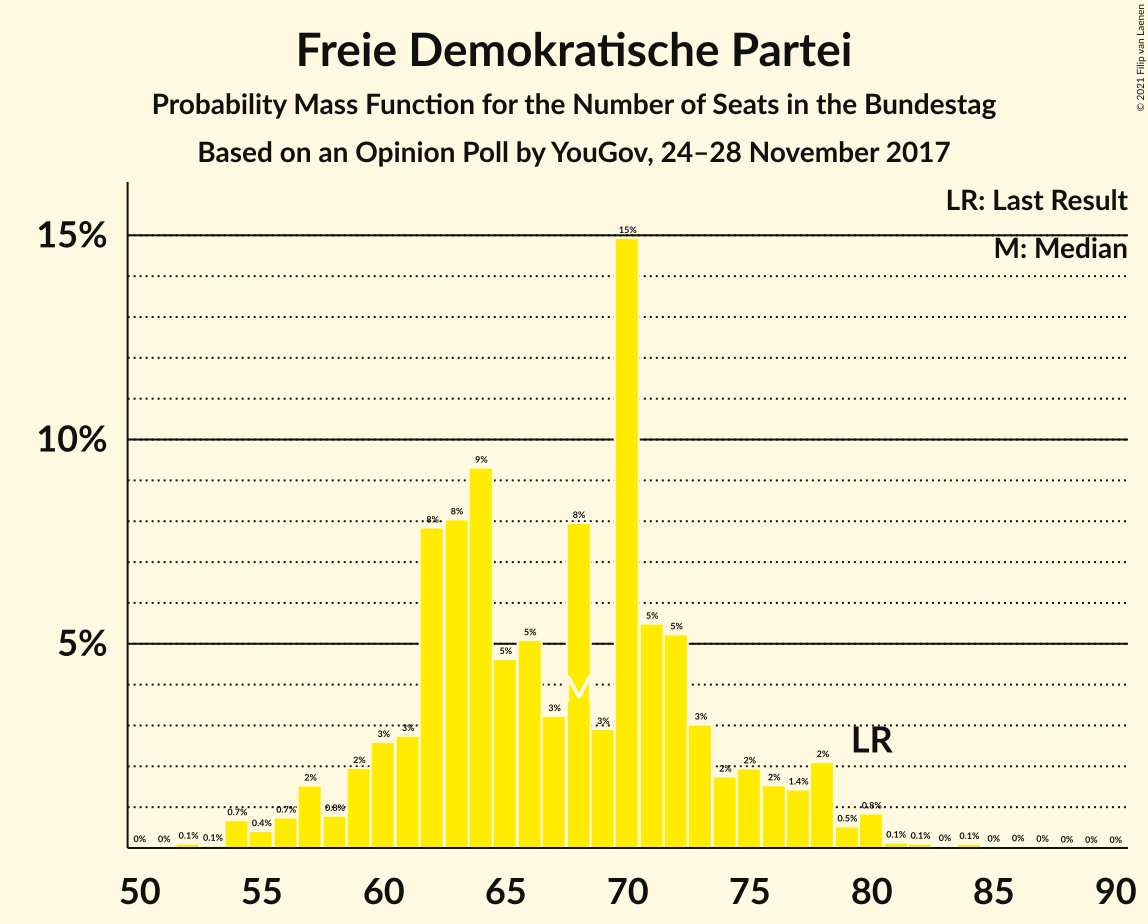 Freie Demokratische Partei
Probability Mass Function for the Number of Seats in the Bundestag
Based on an Opinion Poll by YouGov, 24–28 November 2017
© 2021 Filip van Laenen
LR: Last Result
M: Median
15%
10%
5%
0% 0% 0.1% 0.1% 0.7% 0.4% 0.7% 2% 0.8% 2% 3% 3% 8% 8% 9% 5% 5% 3% 8% 3% 15% 5% 5% 3% 2% 2% 2% 1.4% 2% 0.5% 0.8% 0.1% 0.1% 0% 0.1% 0% 0% 0% 0% 0% 0%
M
LR
50 55 60 65 70 75 80 85 90